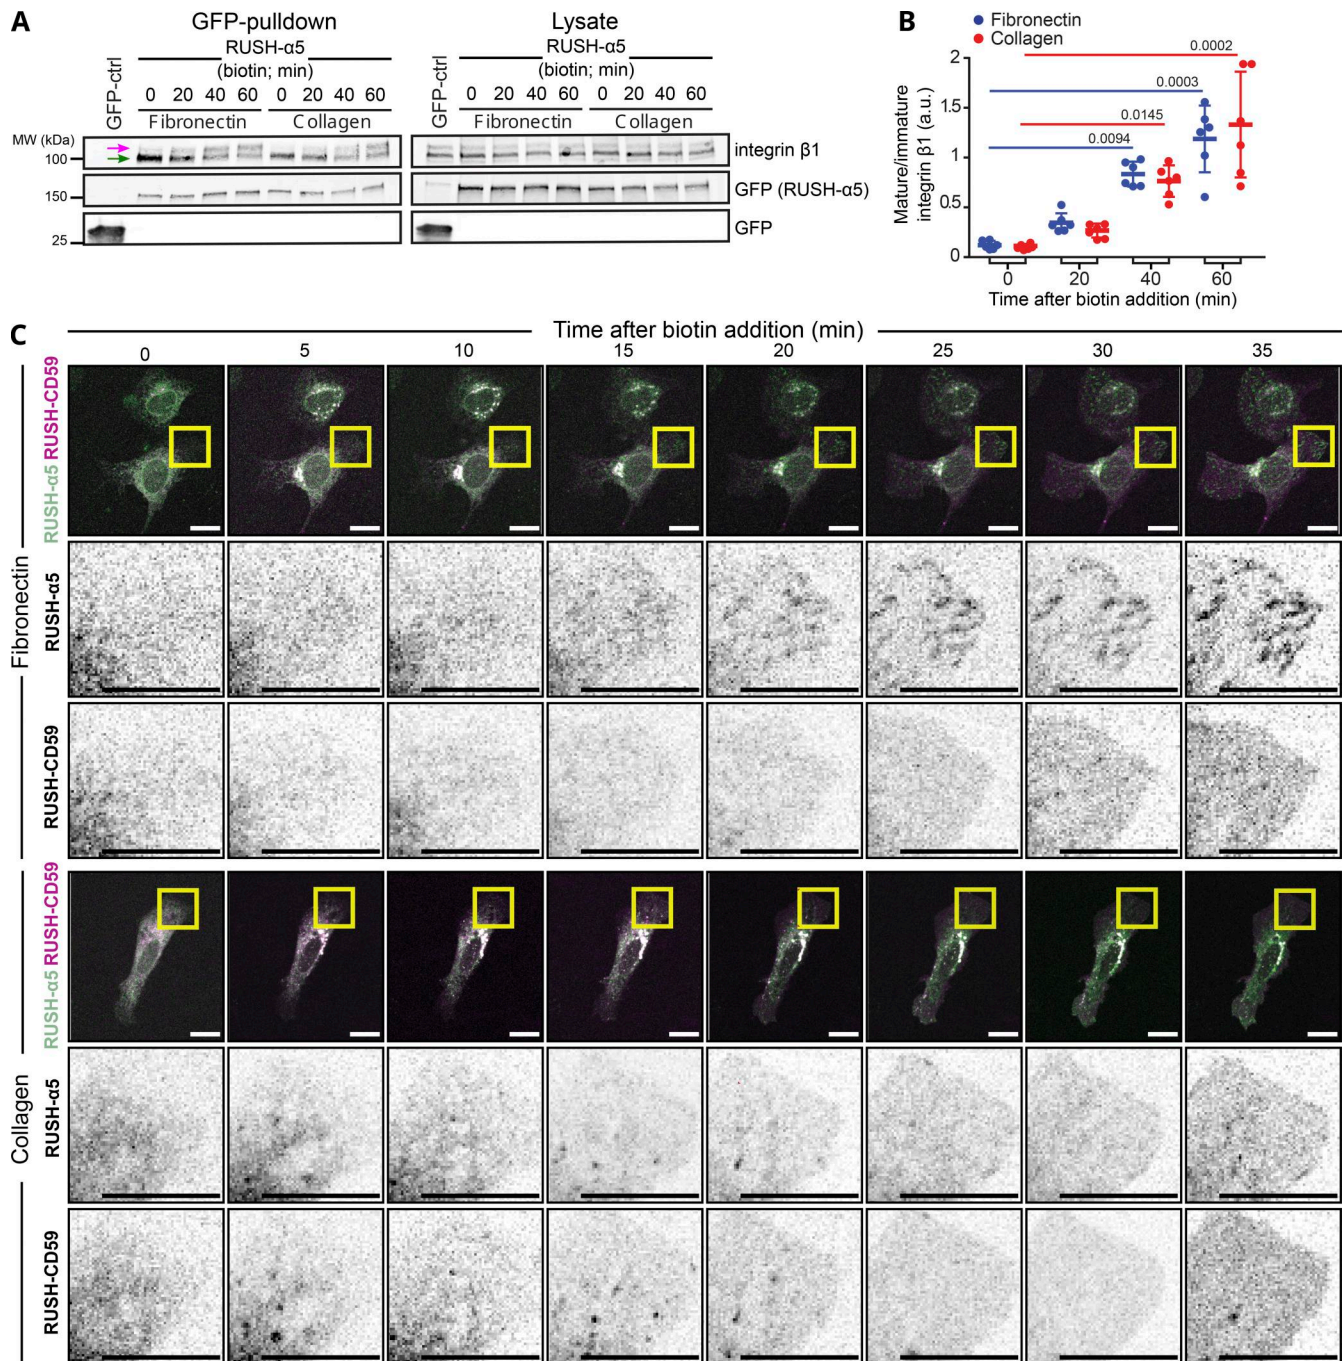 A
GFP-pulldown
Lysate
GFP-ctrl
RUSH-α5
(biotin; min)
0 20 40 60 0 20 40 60
Fibronectin Collagen
GFP-ctrl
RUSH-α5
(biotin; min)
0 20 40 60 0 20 40 60
Fibronectin Collagen
MW (kDa)
100
150
25
integrin β1
GFP (RUSH-α5)
GFP
B
Fibronectin
Collagen
Mature/immature
integrin β1 (a.u.)
2
1.5
1
0.5
0
0.0002
0.0003
0.0145
0.0094
0 20 40 60
Time after biotin addition (min)
C
Time after biotin addition (min)
0 5 10 15 20 25 30 35
Fibronectin
RUSH-α5 RUSH-CD59
RUSH-α5
RUSH-CD59
Collagen
RUSH-α5 RUSH-CD59
RUSH-α5
RUSH-CD59